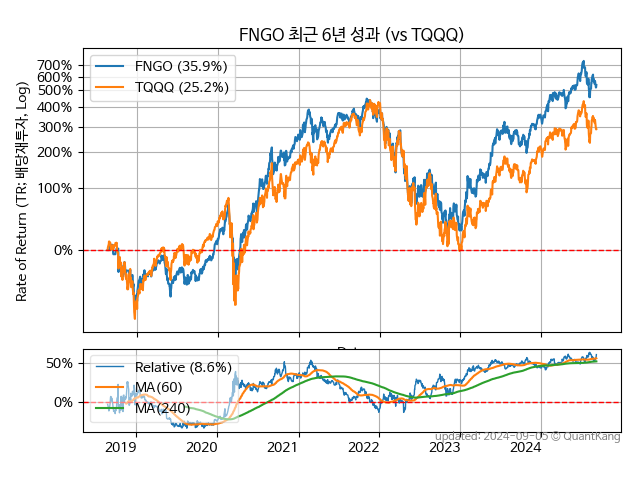 FNGO 최근 6년 성과 (vs TQQQ)
Rate of Return (TR: 배당재투자, Log)
700%
600%
500%
400%
300%
200%
100%
0%
FNGO (35.9%)
TQQQ (25.2%)
50%
0%
Relative (8.6%)
MA(60)
MA(240)
2019
2020
2021
2022
2023
2024
updated: 2024-09-05 © QuantKang